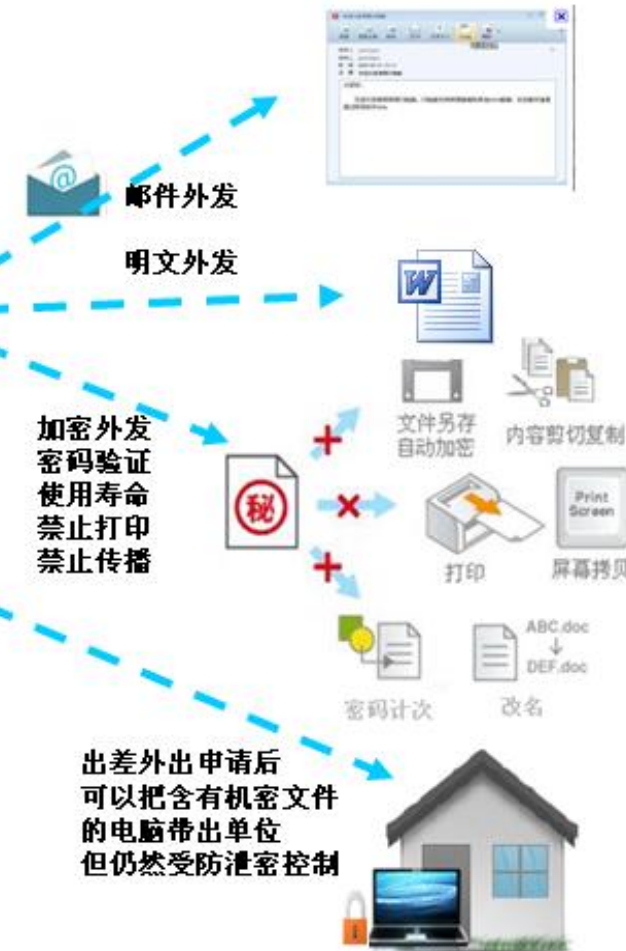 邮件外发
明文外发
W
加密外发
密码验证
使用寿命
禁止打印
禁止传播
秘
文件另存
自动加密
内容剪切复制
Print
Screen
打印
屏幕拷贝
ABC.doc
DEF.doc
密码计次
改名
出差外出申请后
可以把含有机密文件
的电脑带出单位
但仍然受防泄密控制